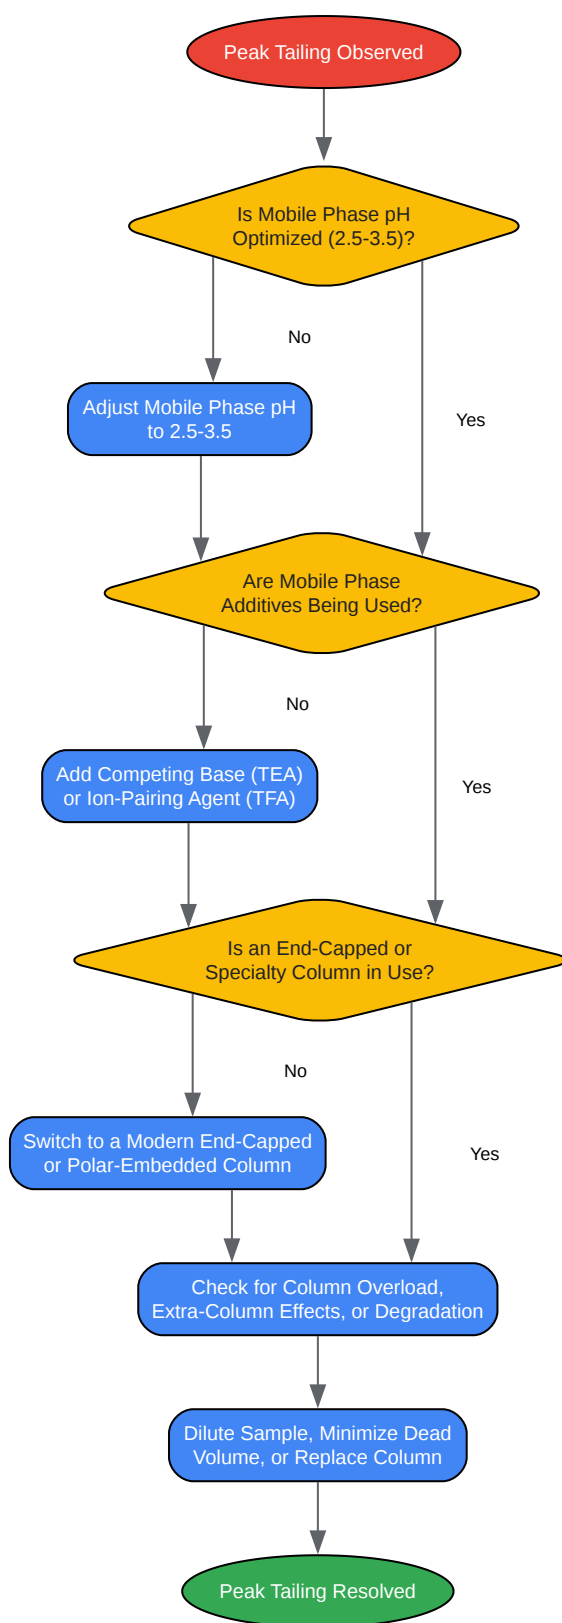 Peak Tailing Observed
Is Mobile Phase pH
Optimized (2.5-3.5)?
No
Adjust Mobile Phase pH
to 2.5-3.5
Yes
Are Mobile Phase
Additives Being Used?
No
Add Competing Base (TEA)
or Ion-Pairing Agent (TFA)
Yes
Is an End-Capped or
Specialty Column in Use?
No
Switch to a Modern End-Capped
or Polar-Embedded Column
Yes
Check for Column Overload,
Extra-Column Effects, or Degradation
Dilute Sample, Minimize Dead
Volume, or Replace Column
Peak Tailing Resolved